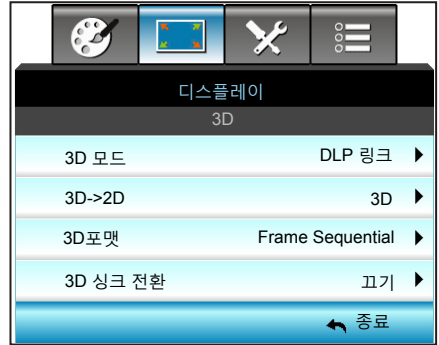 디스플레이
3D
3D 모드 DLP 링크
3D->2D 3D
3D포맷 Frame Sequential
3D 싱크 전환 끄기
종료